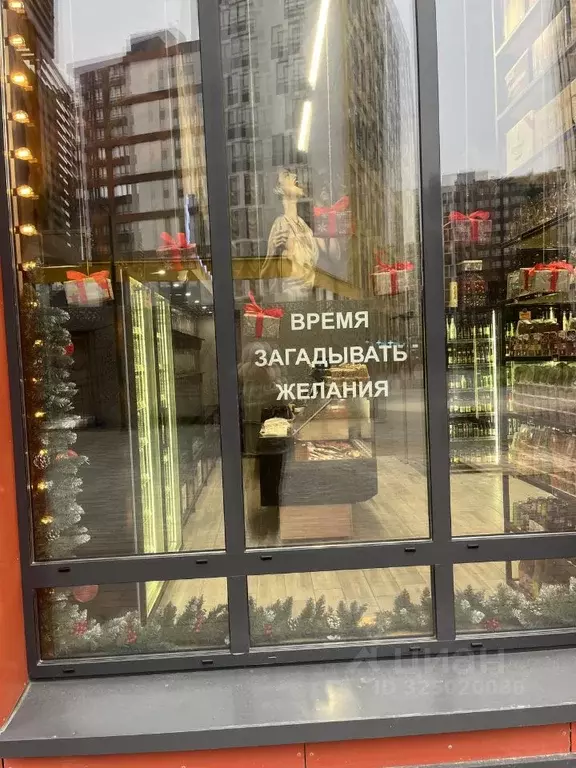 ВРЕМЯ
ЗАГАДЫВАТЬ
ЖЕЛАНИЯ
ЦИАН
ID 325020086